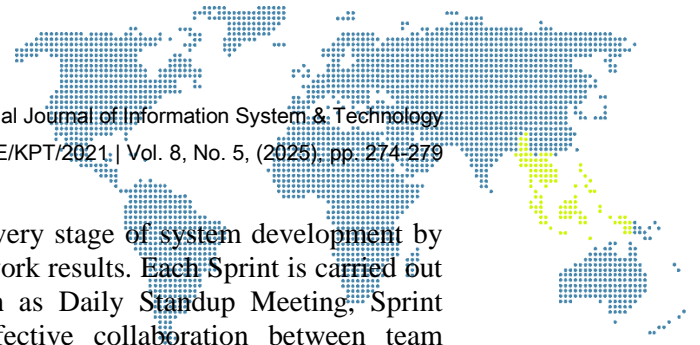 al Journal of Information System & Technology
E/KPT/2021 | Vol. 8, No. 5, (2025), pp. 274-279
very stage of system development by
work results. Each Sprint is carried out
as Daily Standup Meeting, Sprint
fective collaboration between team